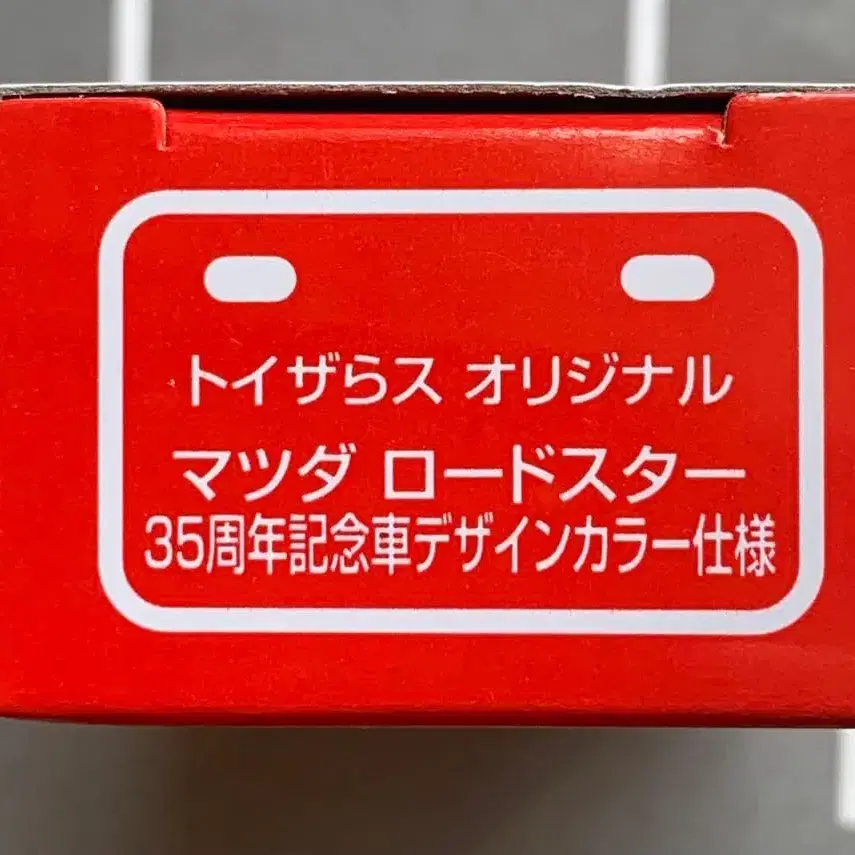 トイザらス オリジナル
マツダ ロードスター
35周年記念車デザインカラー仕様